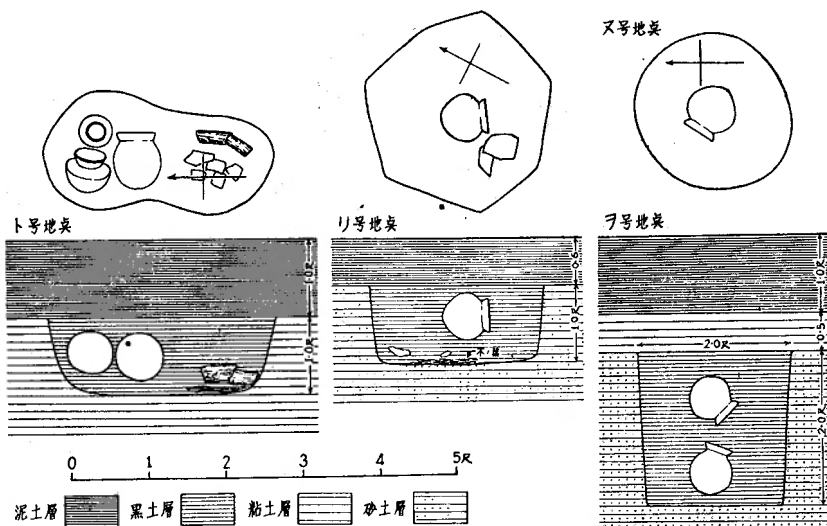 ヌ号地点
ト号地点
リ号地点
ヲ号地点
1.0尺
1.0尺
0.6
1.0尺
1.0尺
0.5
2.0尺
2.0尺
0 1 2 3 4 5尺
泥土層 黒土層 粘土層 砂土層